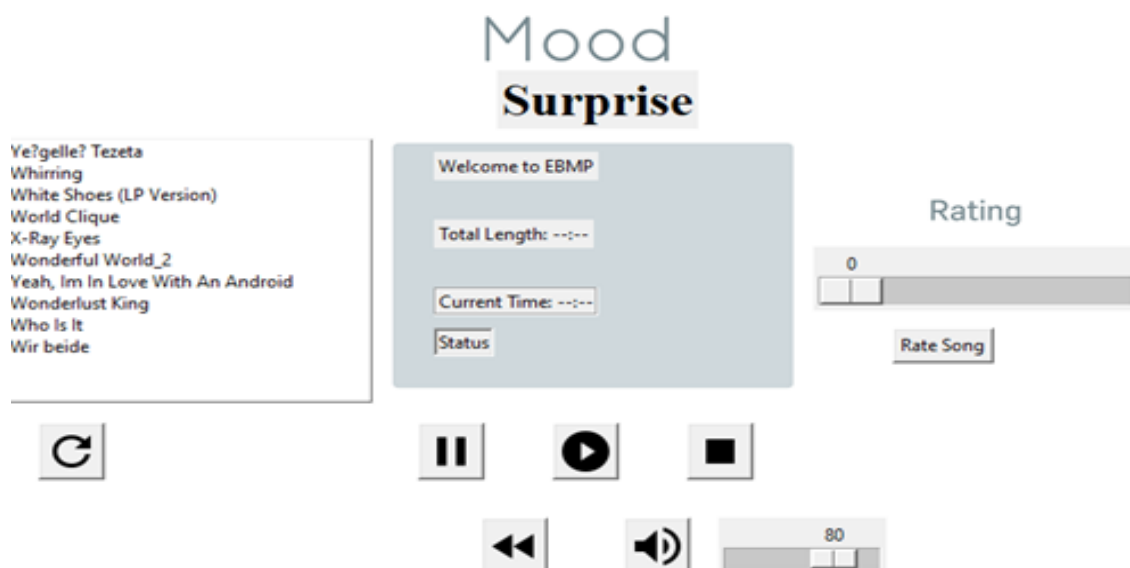 Mood
Surprise
Ye?gelle? Tezeta
Whirring
White Shoes (LP Version)
World Clique
X-Ray Eyes
Wonderful World_2
Yeah, Im In Love With An Android
Wonderlust King
Who Is It
Wir beide
Welcome to EBMP
Total Length: --:--
Current Time: --:--
Status
Rating
0
Rate Song
80